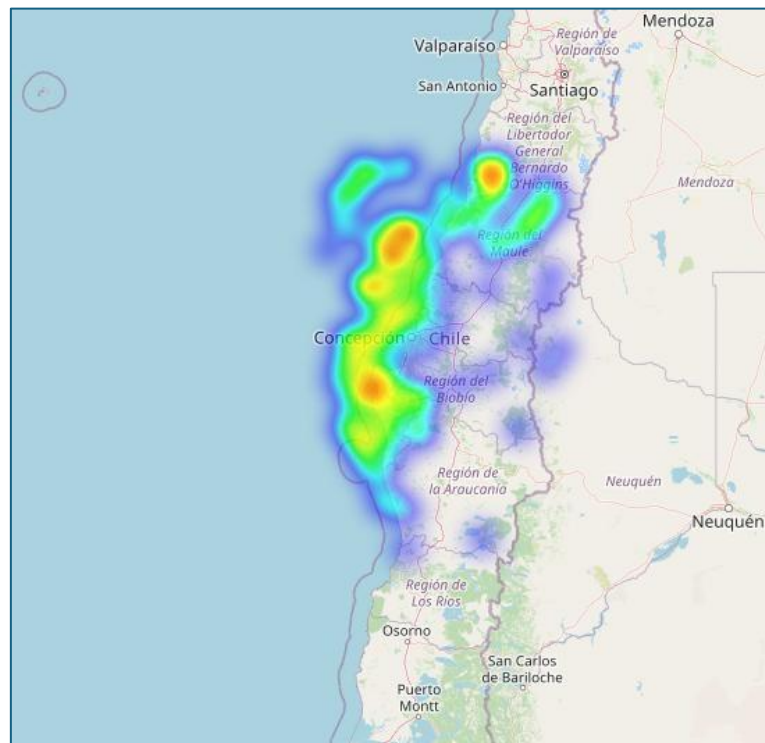 Mendoza
Valparaíso
Región de
Valparaíso
San Antonio
Santiago
Región del
Libertador
General
Bernardo
O'Higgins
Mendoza
Región del
Maule
Concepción
Chile
Región del
Biobío
Región de
la Araucanía
Neuquén
Neuquén
Región de
Los Ríos
Osorno
San Carlos
de Bariloche
Puerto
Montt